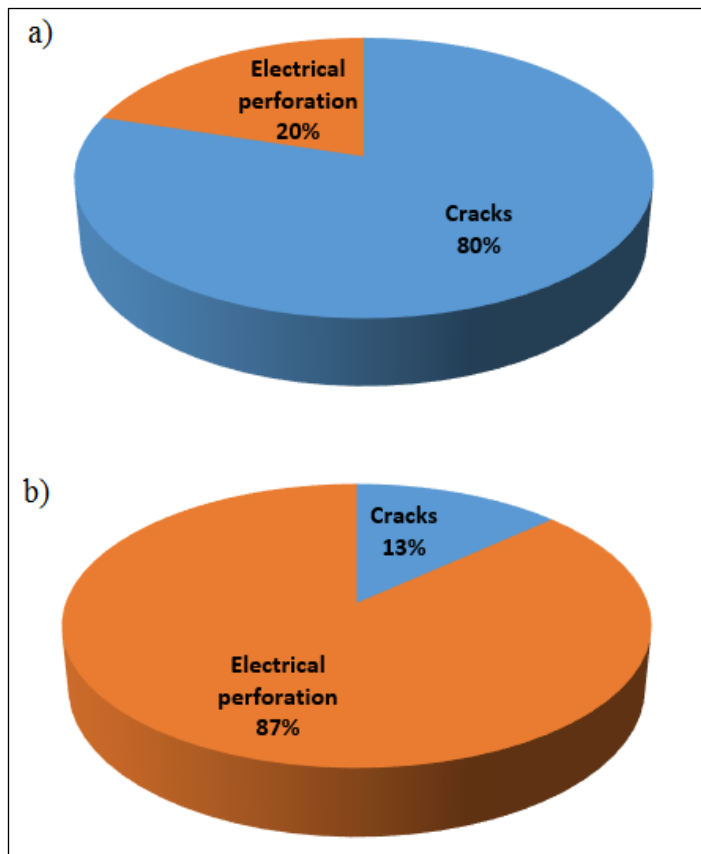 a)
Electrical
perforation
20%
Cracks
80%
b)
Cracks
13%
Electrical
perforation
87%